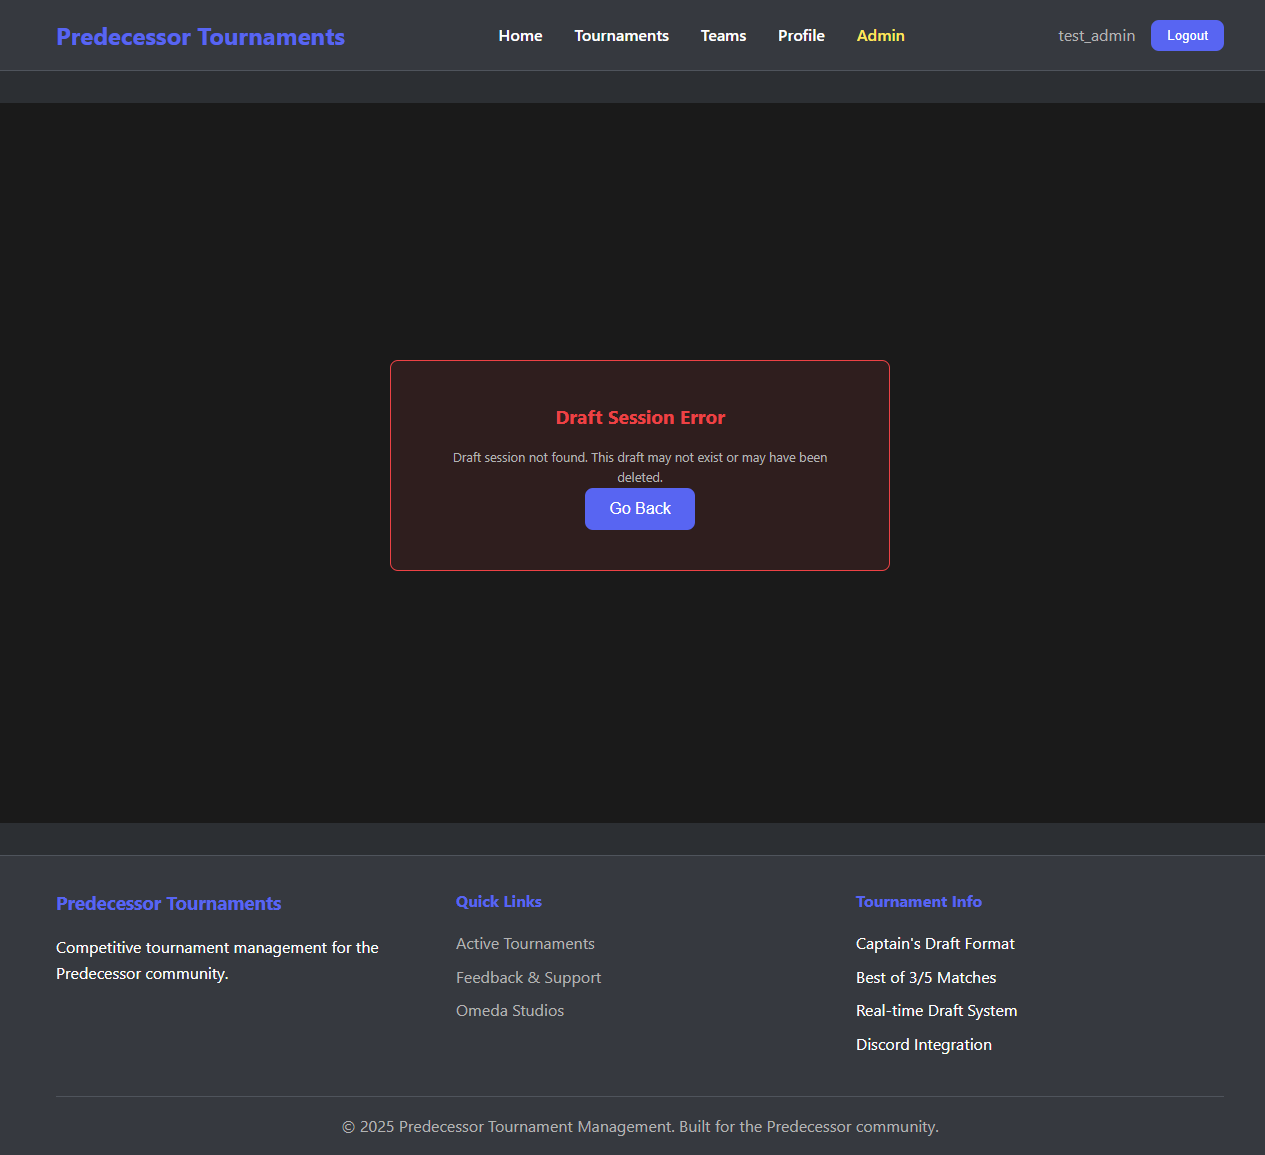 Predecessor Tournaments
Home
Tournaments
Teams
Profile
Admin
test_admin
Logout
Draft Session Error
Draft session not found. This draft may not exist or may have been
deleted.
Go Back
Predecessor Tournaments
Competitive tournament management for the
Predecessor community.
Quick Links
Active Tournaments
Feedback & Support
Omeda Studios
Tournament Info
Captain's Draft Format
Best of 3/5 Matches
Real-time Draft System
Discord Integration
© 2025 Predecessor Tournament Management. Built for the Predecessor community.